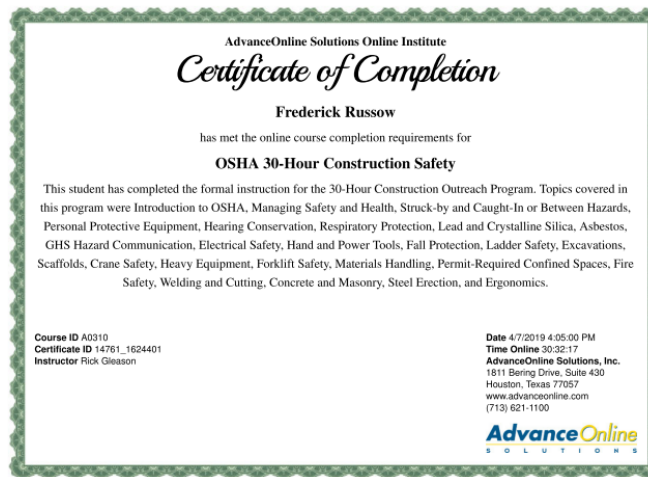 AdvanceOnline Solutions Online Institute
Certificate of Completion
Frederick Russow
has met the online course completion requirements for
OSHA 30-Hour Construction Safety
This student has completed the formal instruction for the 30-Hour Construction Outreach Program. Topics covered in
this program were Introduction to OSHA, Managing Safety and Health, Struck-by and Caught-In or Between Hazards,
Personal Protective Equipment, Hearing Conservation, Respiratory Protection, Lead and Crystalline Silica, Asbestos,
GHS Hazard Communication, Electrical Safety, Hand and Power Tools, Fall Protection, Ladder Safety, Excavations,
Scaffolds, Crane Safety, Heavy Equipment, Forklift Safety, Materials Handling, Permit-Required Confined Spaces, Fire
Safety, Welding and Cutting, Concrete and Masonry, Steel Erection, and Ergonomics.
Course ID A0310
Certificate ID 14761_1624401
Instructor Rick Gleason
Date 4/7/2019 4:05:00 PM
Time Online 30:32:17
AdvanceOnline Solutions, Inc.
1811 Bering Drive, Suite 430
Houston, Texas 77057
www.advanceonline.com
(713) 621-1100
AdvanceOnline
SOLUTIONS